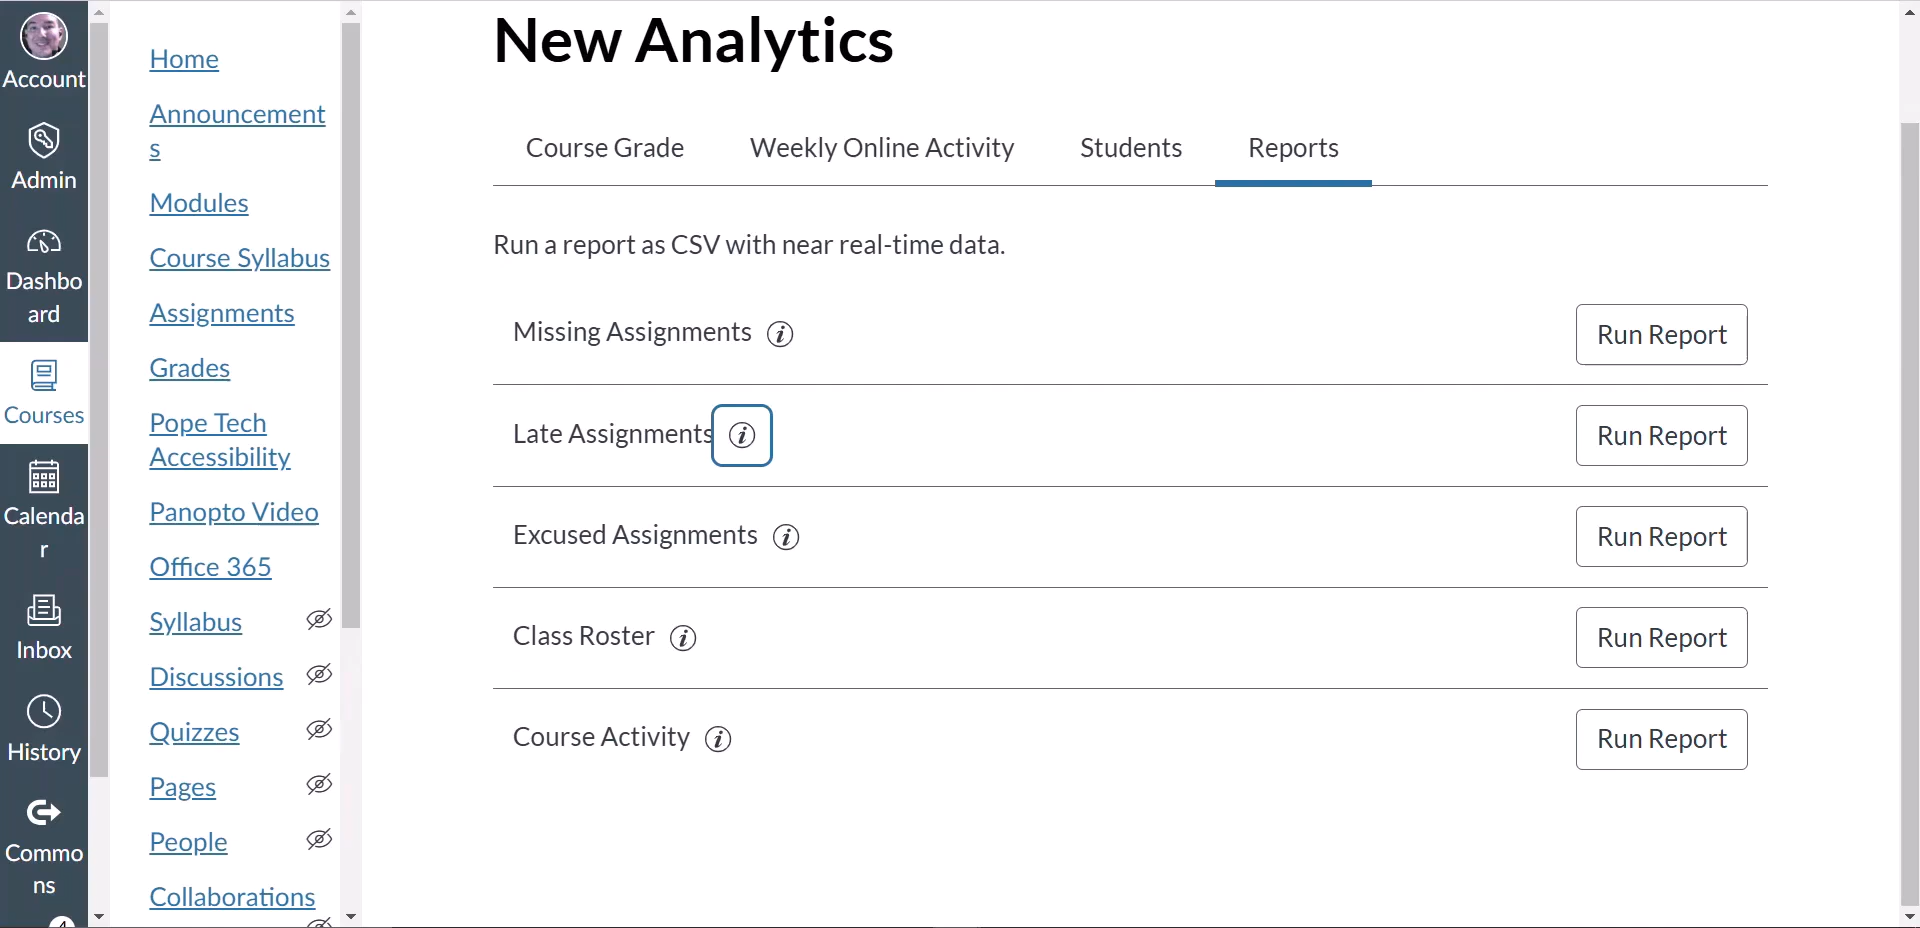 Account
Admin
Dashbo
ard
Courses
Calenda
r
Inbox
History
Commo
ns
Home
Announcement
s
Modules
Course Syllabus
Assignments
Grades
Pope Tech
Accessibility
Panopto Video
Office 365
Syllabus
Discussions
Quizzes
Pages
People
Collaborations
New Analytics
Course Grade
Weekly Online Activity
Students
Reports
Run a report as CSV with near real-time data.
Missing Assignments
Run Report
Late Assignments
Run Report
Excused Assignments
Run Report
Class Roster
Run Report
Course Activity
Run Report